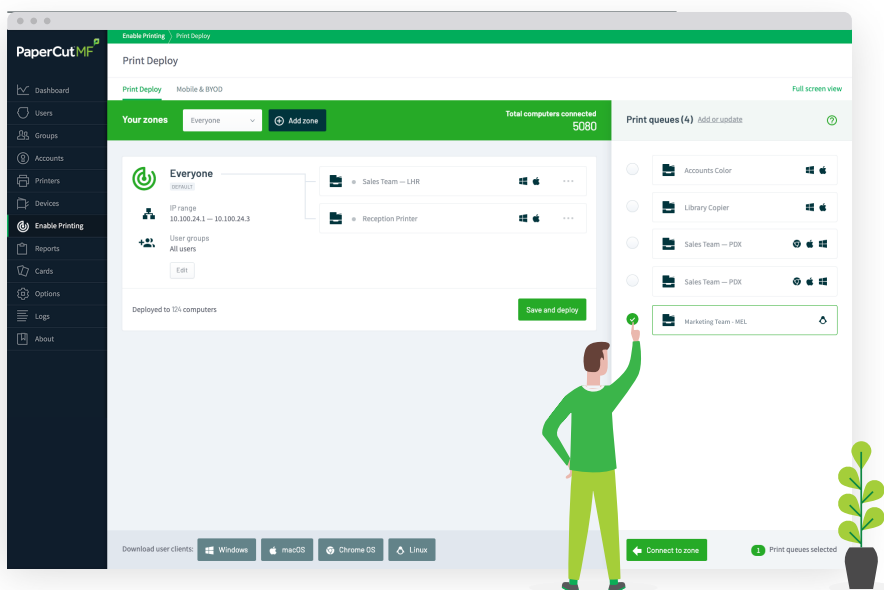 PaperCutMF
Enable Printing Print Deploy
Print Deploy
Dashboard
Users
Groups
Accounts
Printers
Devices
Enable Printing
Reports
Cards
Options
Logs
About
Print Deploy Mobile & BYOD Full screen view
Your zones Everyone Add zone
Total computers connected
5080
Everyone
DEFAULT
IP range
10.100.24.1 — 10.100.24.3
User groups
All users
Edit
Sales Team — LHR
Reception Printer
Deployed to 124 computers
Save and deploy
Print queues (4) Add or update
Accounts Color
Library Copier
Sales Team — PDX
Sales Team — PDX
Marketing Team - MEL
Download user clients: Windows macOS Chrome OS Linux
Connect to zone
1 Print queues selected